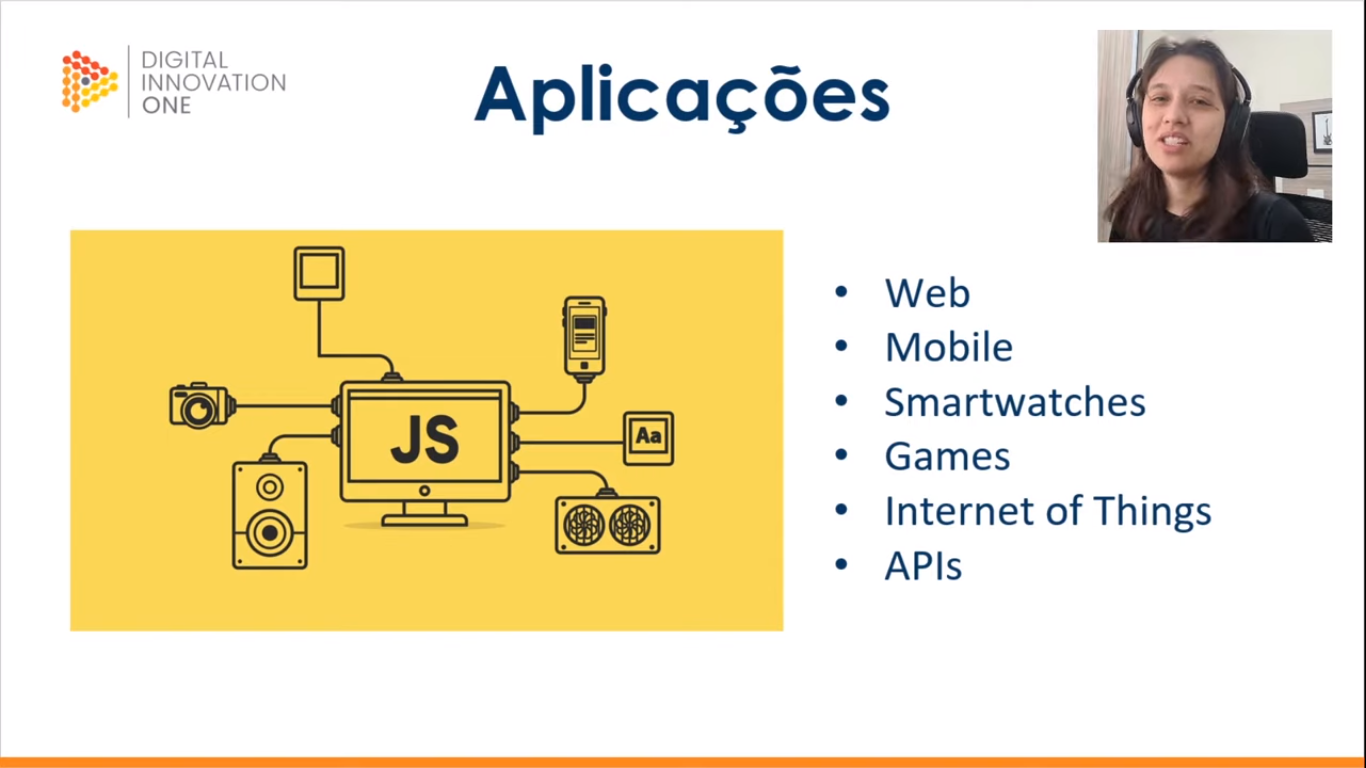 DIGITAL
INNOVATION
ONE
Aplicações
JS
Aa
• Web
• Mobile
• Smartwatches
• Games
• Internet of Things
• APIs